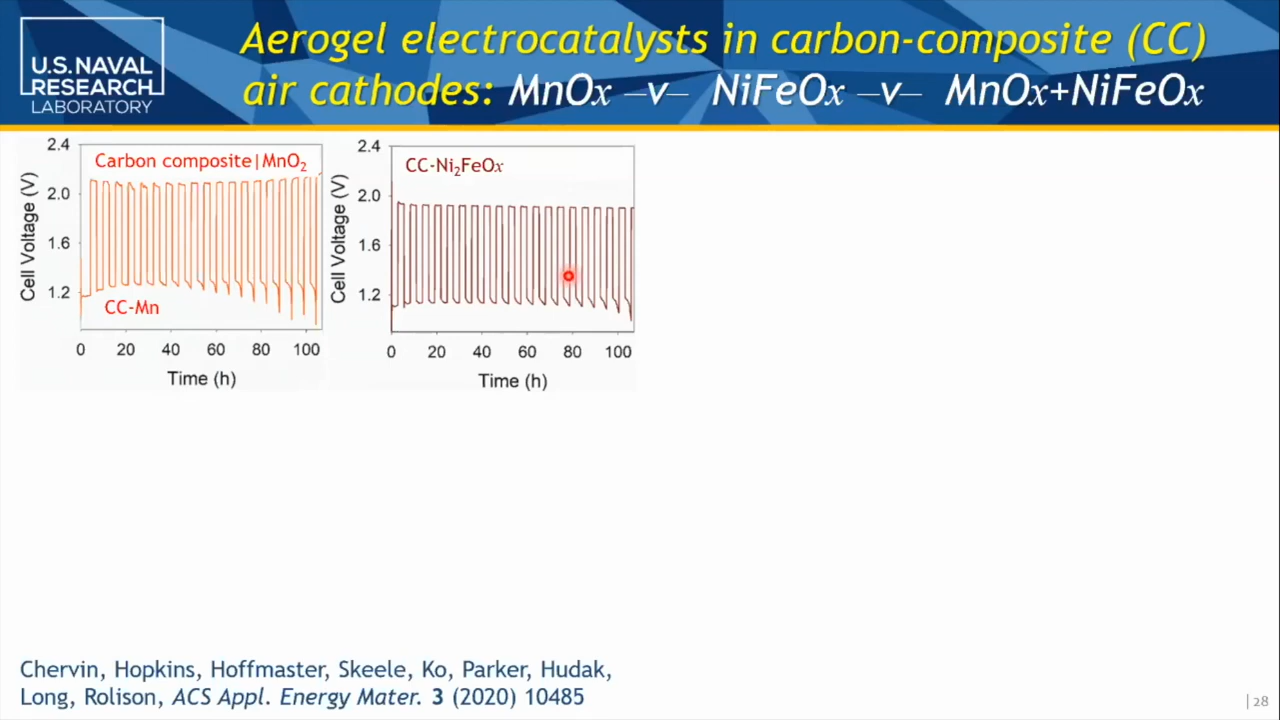 U.S. NAVAL
RESEARCH
LABORATORY
Aerogel electrocatalysts in carbon-composite (CC)
air cathodes: MnOx –v– NiFeOx –v– MnOx+NiFeOx
2.4
2.0
1.6
1.2
Cell Voltage (V)
Carbon composite|MnO₂
CC-Mn
0 20 40 60 80 100
Time (h)
2.4
2.0
1.6
1.2
Cell Voltage (V)
CC-Ni₂FeOx
0 20 40 60 80 100
Time (h)
Chervin, Hopkins, Hoffmaster, Skeele, Ko, Parker, Hudak,
Long, Rolison, ACS Appl. Energy Mater. 3 (2020) 10485
| 28